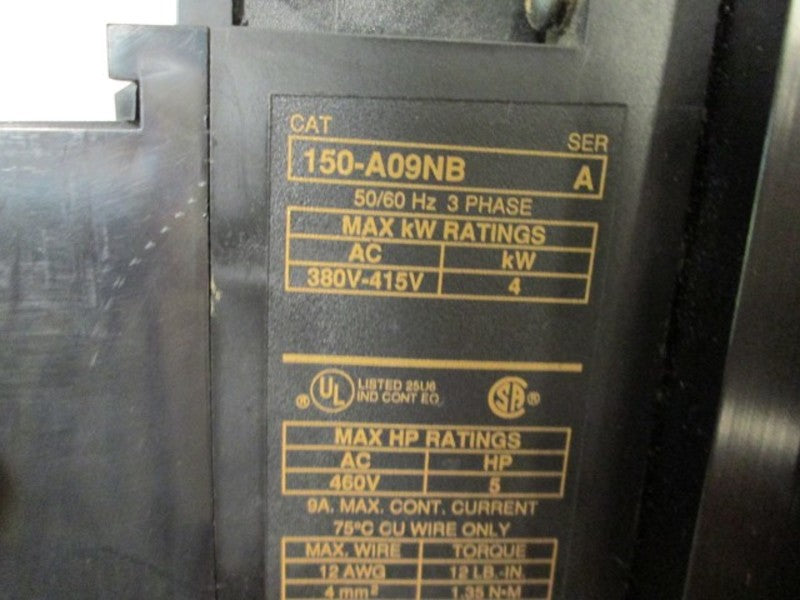 CAT
SER
150-A09NB A
50/60 Hz 3 PHASE
MAX kW RATINGS
AC kW
380V-415V 4
® UL LISTED 25U6
IND CONT EQ.
SA ®
MAX HP RATINGS
AC HP
460V 5
9A. MAX. CONT. CURRENT
75°C CU WIRE ONLY
MAX. WIRE TORQUE
12 AWG 12 LB.-IN.
4 mm² 1.35 N•M